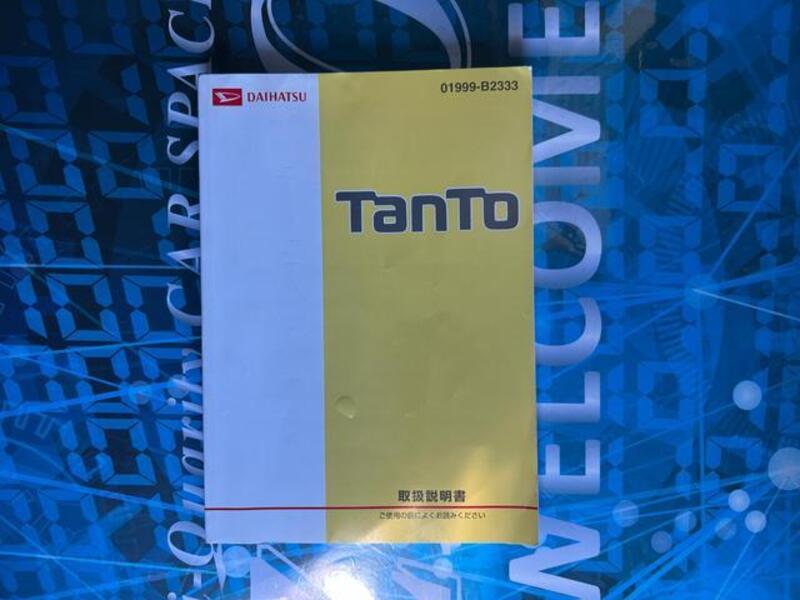 DAIHATSU
01999-B2333
TanTo
取扱説明書
ご使用の前によくお読みください
WELCOME
CAR SPACE